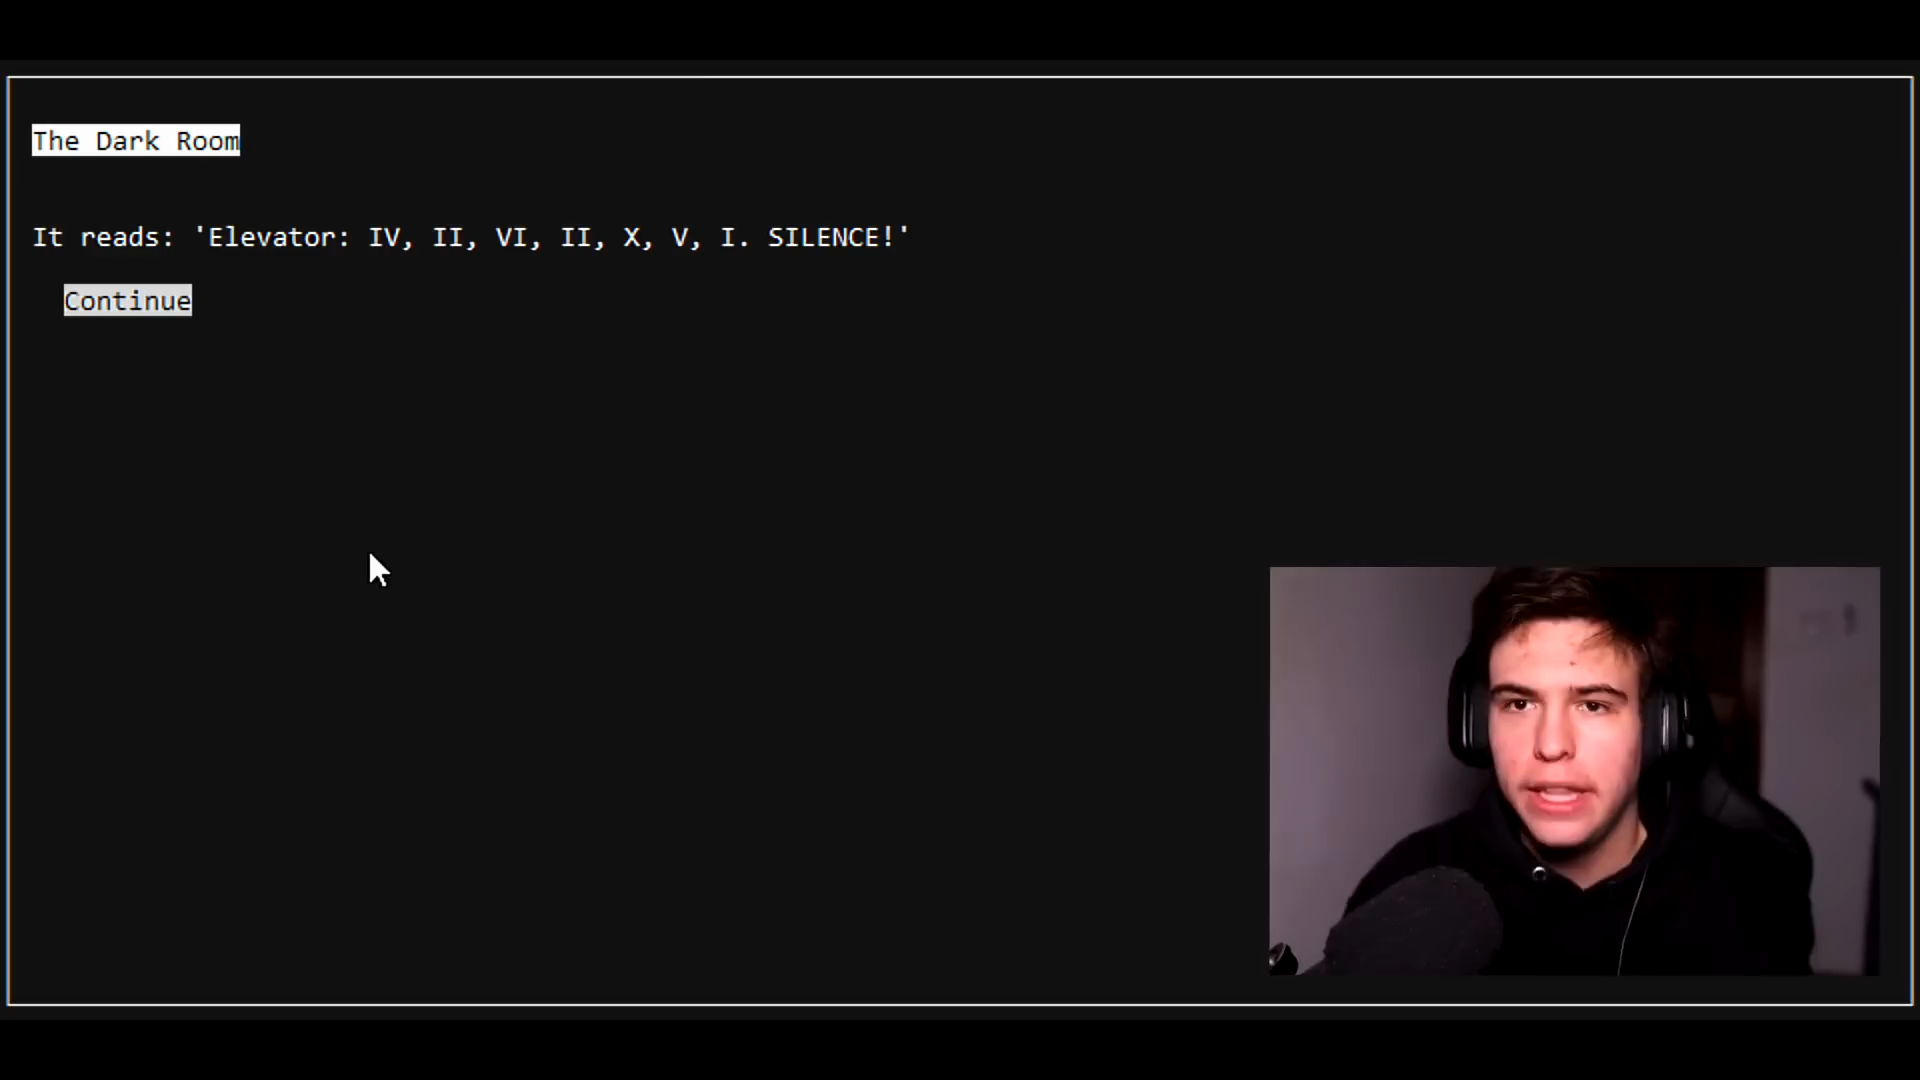 The Dark Room
It reads: 'Elevator: IV, II, VI, II, X, V, I. SILENCE!'
Continue